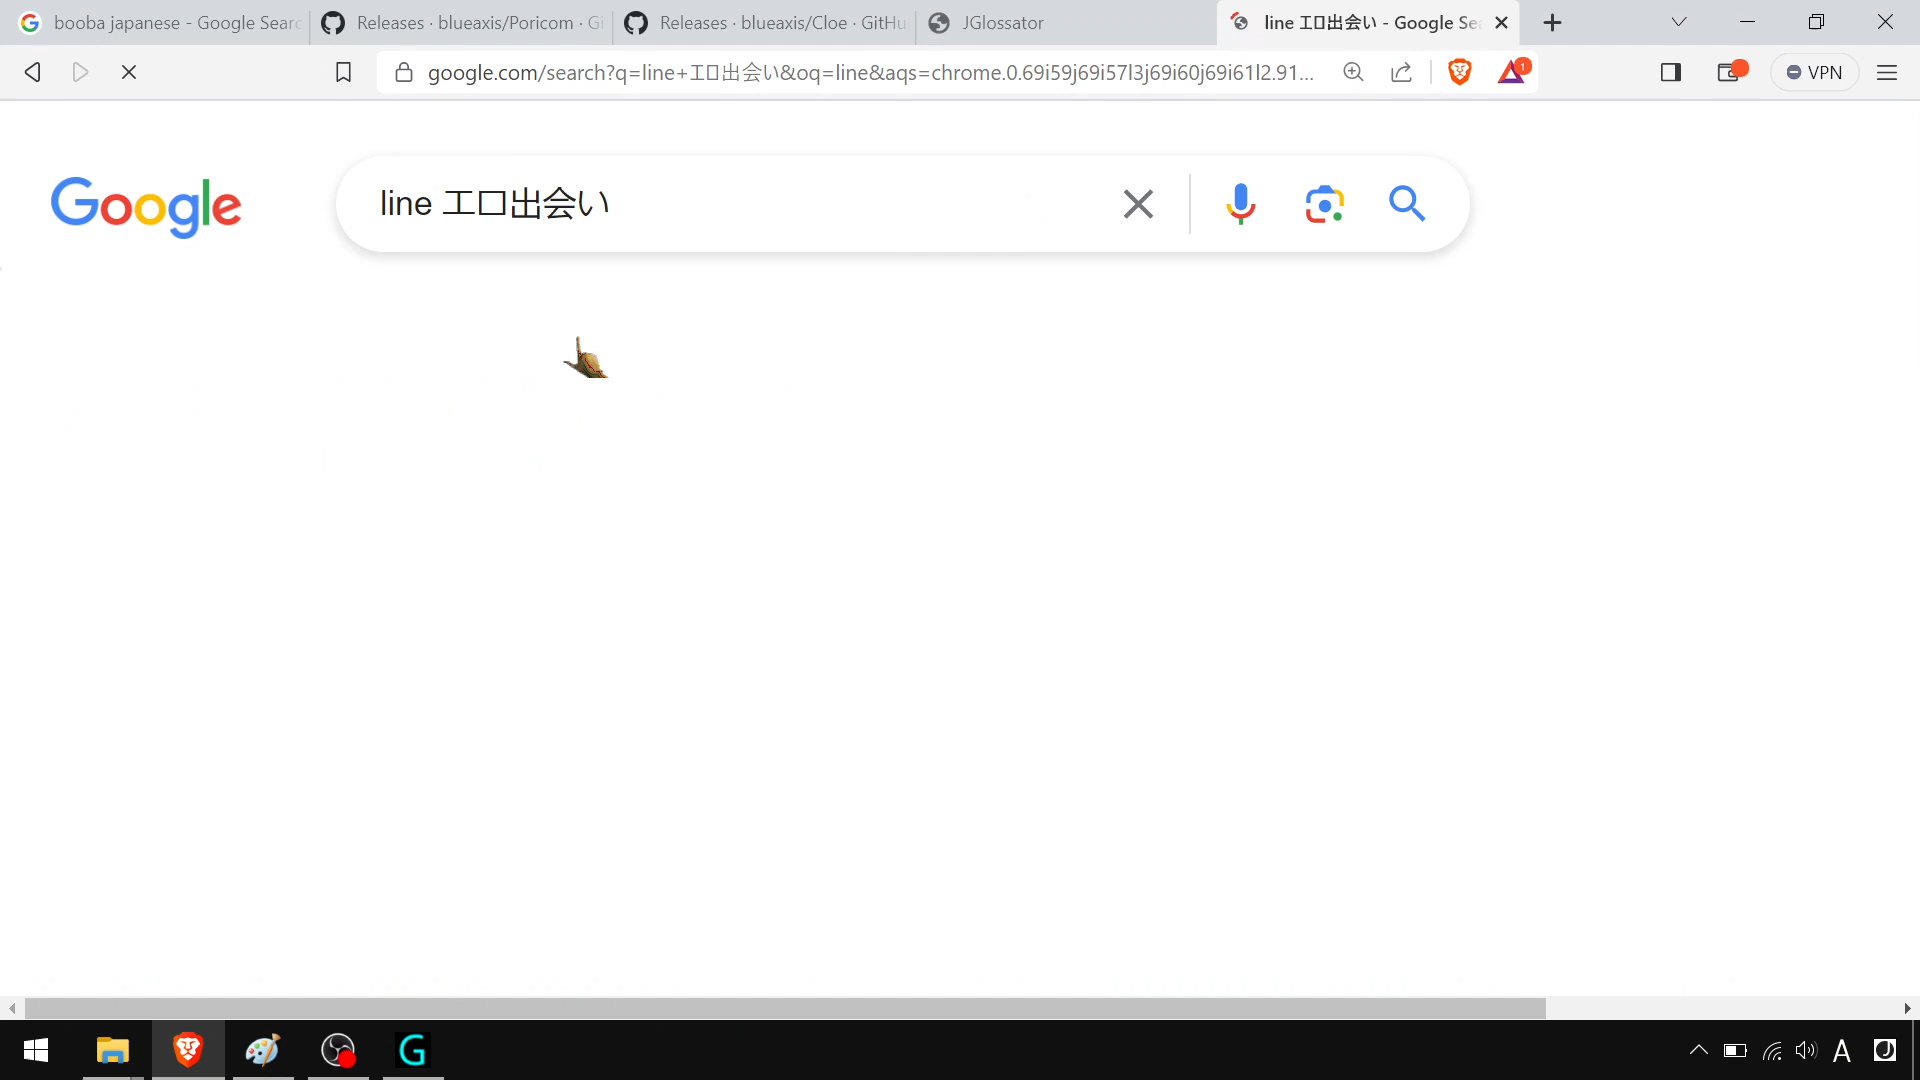 booba japanese - Google Searc
Releases · blueaxis/Poricom · Gi
Releases · blueaxis/Cloe · GitHu
JGlossator
line エロ出会い - Google Se
google.com/search?q=line+エロ出会い&oq=line&aqs=chrome.0.69i59j69i57l3j69i60j69i61l2.91...
1
VPN
Google
line エロ出会い
G
A
J